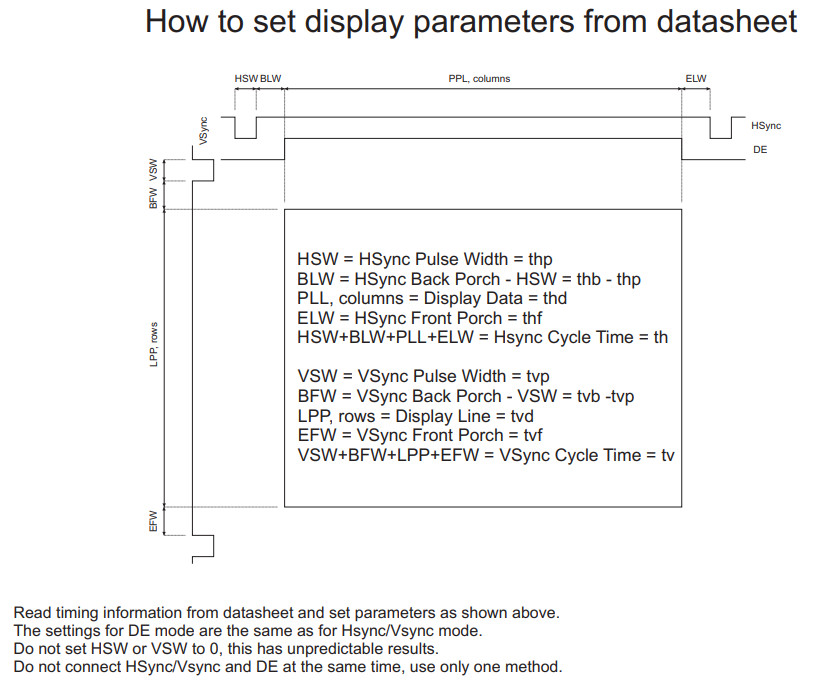 How to set display parameters from datasheet
HSW BLW PPL, columns ELW
VSync
HSync
DE
VSW
BFW
LPP, rows
EFW
HSW = HSync Pulse Width = thp
BLW = HSync Back Porch - HSW = thb - thp
PLL, columns = Display Data = thd
ELW = HSync Front Porch = thf
HSW+BLW+PLL+ELW = Hsync Cycle Time = th
VSW = VSync Pulse Width = tvp
BFW = VSync Back Porch - VSW = tvb -tvp
LPP, rows = Display Line = tvd
EFW = VSync Front Porch = tvf
VSW+BFW+LPP+EFW = VSync Cycle Time = tv
Read timing information from datasheet and set parameters as shown above.
The settings for DE mode are the same as for Hsync/Vsync mode.
Do not set HSW or VSW to 0, this has unpredictable results.
Do not connect HSync/Vsync and DE at the same time, use only one method.